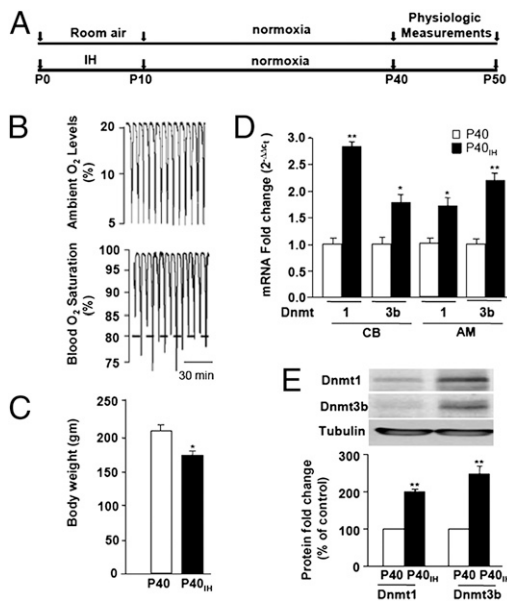 A
Room air
normoxia
Physiologic
Measurements
IH
normoxia
P0
P10
P40
P50
B
Ambient O2 Levels
(%)
20
10
5
Blood O2 Saturation
(%)
100
95
90
85
80
75
30 min
C
Body weight (gm)
250
200
150
100
50
0
*
P40
P40IH
D
P40
P40IH
mRNA Fold change (2-ΔΔct)
3.0
2.5
2.0
1.5
1.0
0.5
0.0
**
*
*
**
Dnmt
1
3b
1
3b
CB
AM
E
Dnmt1
Dnmt3b
Tubulin
Protein fold change
(% of control)
300
200
100
0
**
**
P40 P40IH
P40 P40IH
Dnmt1
Dnmt3b